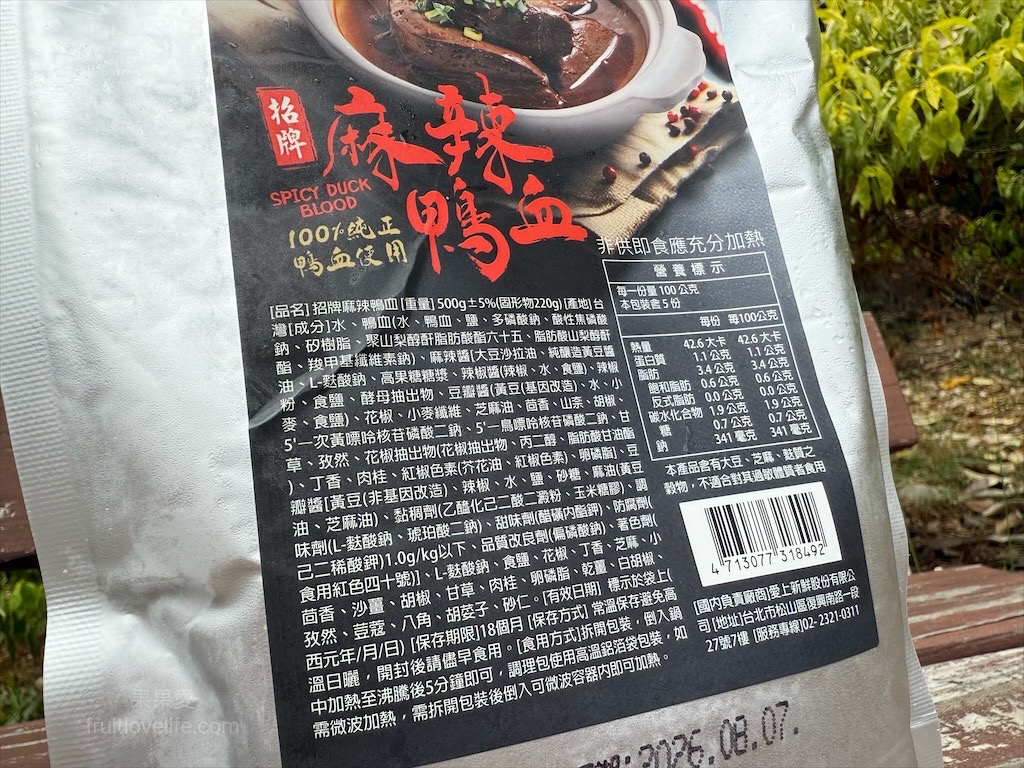 招牌
麻辣
鴨血
SPICY DUCK
BLOOD
100%純正
鴨血使用
[品名] 招牌麻辣鴨血 [重量] 500g±5%(固形物220g) [產地] 台
灣[成分]水、鴨血(水、鴨血、鹽、多磷酸鈉、酸性焦磷酸
鈉、矽樹脂、聚山梨醇酐脂肪酸酯六十五、脂肪酸山梨醇酐
酯、羧甲基纖維素鈉)、麻辣醬(大豆沙拉油、純釀造黃豆醬
油、L-麩酸鈉、高果糖糖漿、辣椒醬(辣椒、水、食鹽)、辣椒
粉、食鹽、酵母抽出物、豆瓣醬(黃豆(基因改造)、水、小
麥、食鹽)、花椒、小麥纖維、芝麻油、茴香、山奈、胡椒、
5'-次黃嘌呤核苷磷酸二鈉、5'-鳥嘌呤核苷磷酸二鈉、甘
草、孜然、花椒抽出物(花椒抽出物、丙二醇、脂肪酸甘油酯
)、丁香、肉桂、紅椒色素(芥花油、紅椒色素)、卵磷脂)、豆
瓣醬[黃豆(非基因改造)、辣椒、水、鹽、砂糖、麻油(黃豆
油、芝麻油)、黏稠劑(乙醯化己二酸二澱粉、玉米糖膠)、調
味劑(L-麩酸鈉、琥珀酸二鈉)、甜味劑(醋磺內酯鉀)、防腐劑(
己二烯酸鉀)1.0g/kg以下、品質改良劑(偏磷酸鈉)、著色劑(
食用紅色四十號)]、L-麩酸鈉、食鹽、花椒、丁香、芝麻、小
茴香、沙薑、胡椒、甘草、肉桂、卵磷脂、乾薑、白胡椒、
孜然、荳蔻、八角、胡荽子、砂仁。[有效日期] 標示於袋上(
西元年/月/日) [保存期限]18個月 [保存方式] 常溫保存避免高
溫日曬，開封後請儘早食用。[食用方式]拆開包裝，倒入鍋
中加熱至沸騰後5分鐘即可，調理包使用高溫鋁箔袋包裝，如
需微波加熱，需拆開包裝後倒入可微波容器內即可加熱。
非供即食應充分加熱
營養標示
每一份量 100 公克
本包裝含 5 份
每份 每100公克
熱量 42.6 大卡 42.6 大卡
蛋白質 1.1 公克 1.1 公克
脂肪 3.4 公克 3.4 公克
飽和脂肪 0.6 公克 0.6 公克
反式脂肪 0.0 公克 0.0 公克
碳水化合物 1.9 公克 1.9 公克
糖 0.7 公克 0.7 公克
鈉 341 毫克 341 毫克
本產品含有大豆、芝麻、麩質之
穀物，不適合對其過敏體質者食用
4 713077 318492
[國內負責廠商]愛上新鮮股份有限公
司 [地址]台北市松山區復興南路一段
27號7樓 [服務專線]02- 2321-0311
2026.08.07.
果果愛
fruitlovelife.com